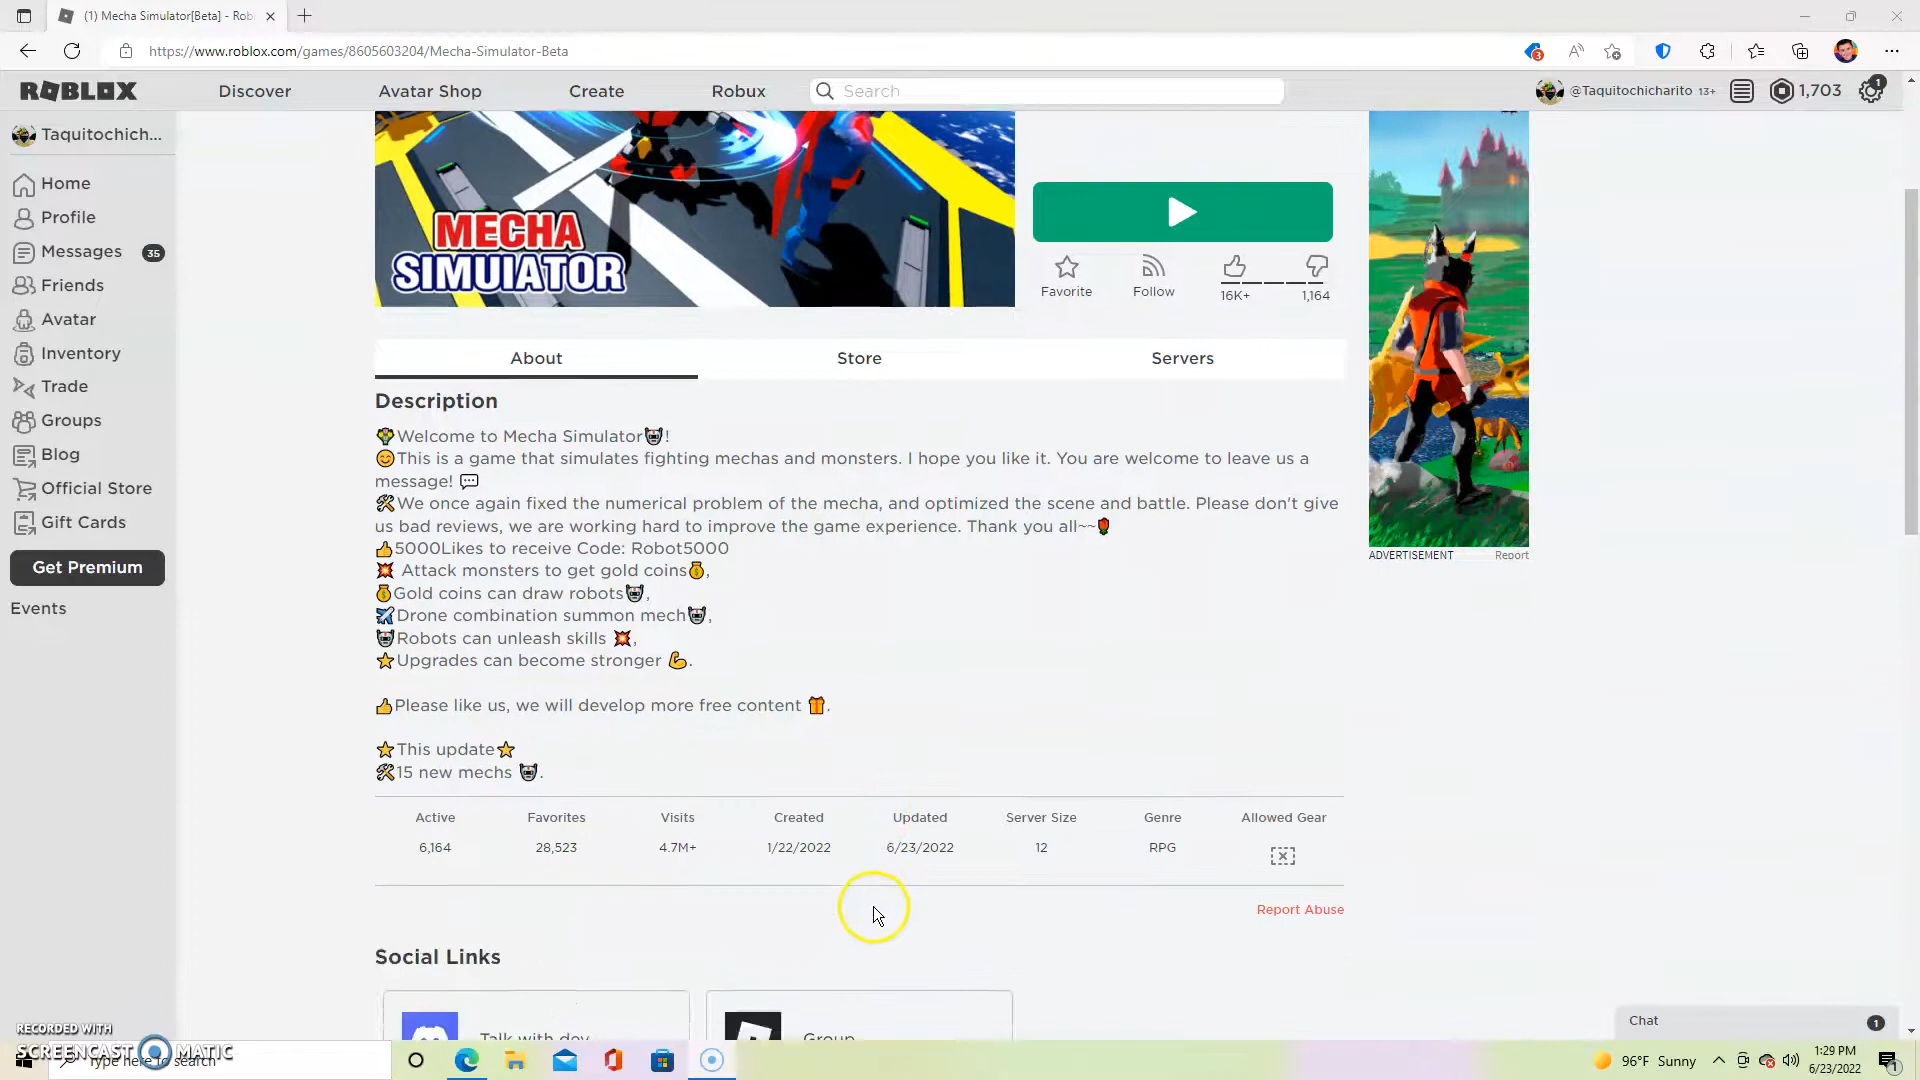 (1) Mecha Simulator[Beta] - Rob
https://www.roblox.com/games/8605603204/Mecha-Simulator-Beta
3
ROBLOX
Discover
Avatar Shop
Create
Robux
Search
@Taquitochicharito 13+
1,703
1
Taquitochich...
Home
Profile
Messages 35
Friends
Avatar
Inventory
Trade
Groups
Blog
Official Store
Gift Cards
Get Premium
Events
MECHA
SIMUIATOR
Favorite
Follow
16K+
1,164
About
Store
Servers
Description
Welcome to Mecha Simulator🤖!
😊This is a game that simulates fighting mechas and monsters. I hope you like it. You are welcome to leave us a
message! 💬
🛠We once again fixed the numerical problem of the mecha, and optimized the scene and battle. Please don't give
us bad reviews, we are working hard to improve the game experience. Thank you all~~🌹
👍5000Likes to receive Code: Robot5000
💥 Attack monsters to get gold coins💰,
💰Gold coins can draw robots🤖,
✈Drone combination summon mech🤖,
🤖Robots can unleash skills 💥,
⭐Upgrades can become stronger 💪.
👍Please like us, we will develop more free content 🎁.
⭐This update⭐
🛠15 new mechs 🤖.
Active Favorites Visits Created Updated Server Size Genre Allowed Gear
6,164 28,523 4.7M+ 1/22/2022 6/23/2022 12 RPG
Report Abuse
Social Links
Talk with dev
Group
ADVERTISEMENT Report
Chat 1
RECORDED WITH
SCREENCAST MATIC
Type here to search
96°F Sunny
1:29 PM
6/23/2022
1